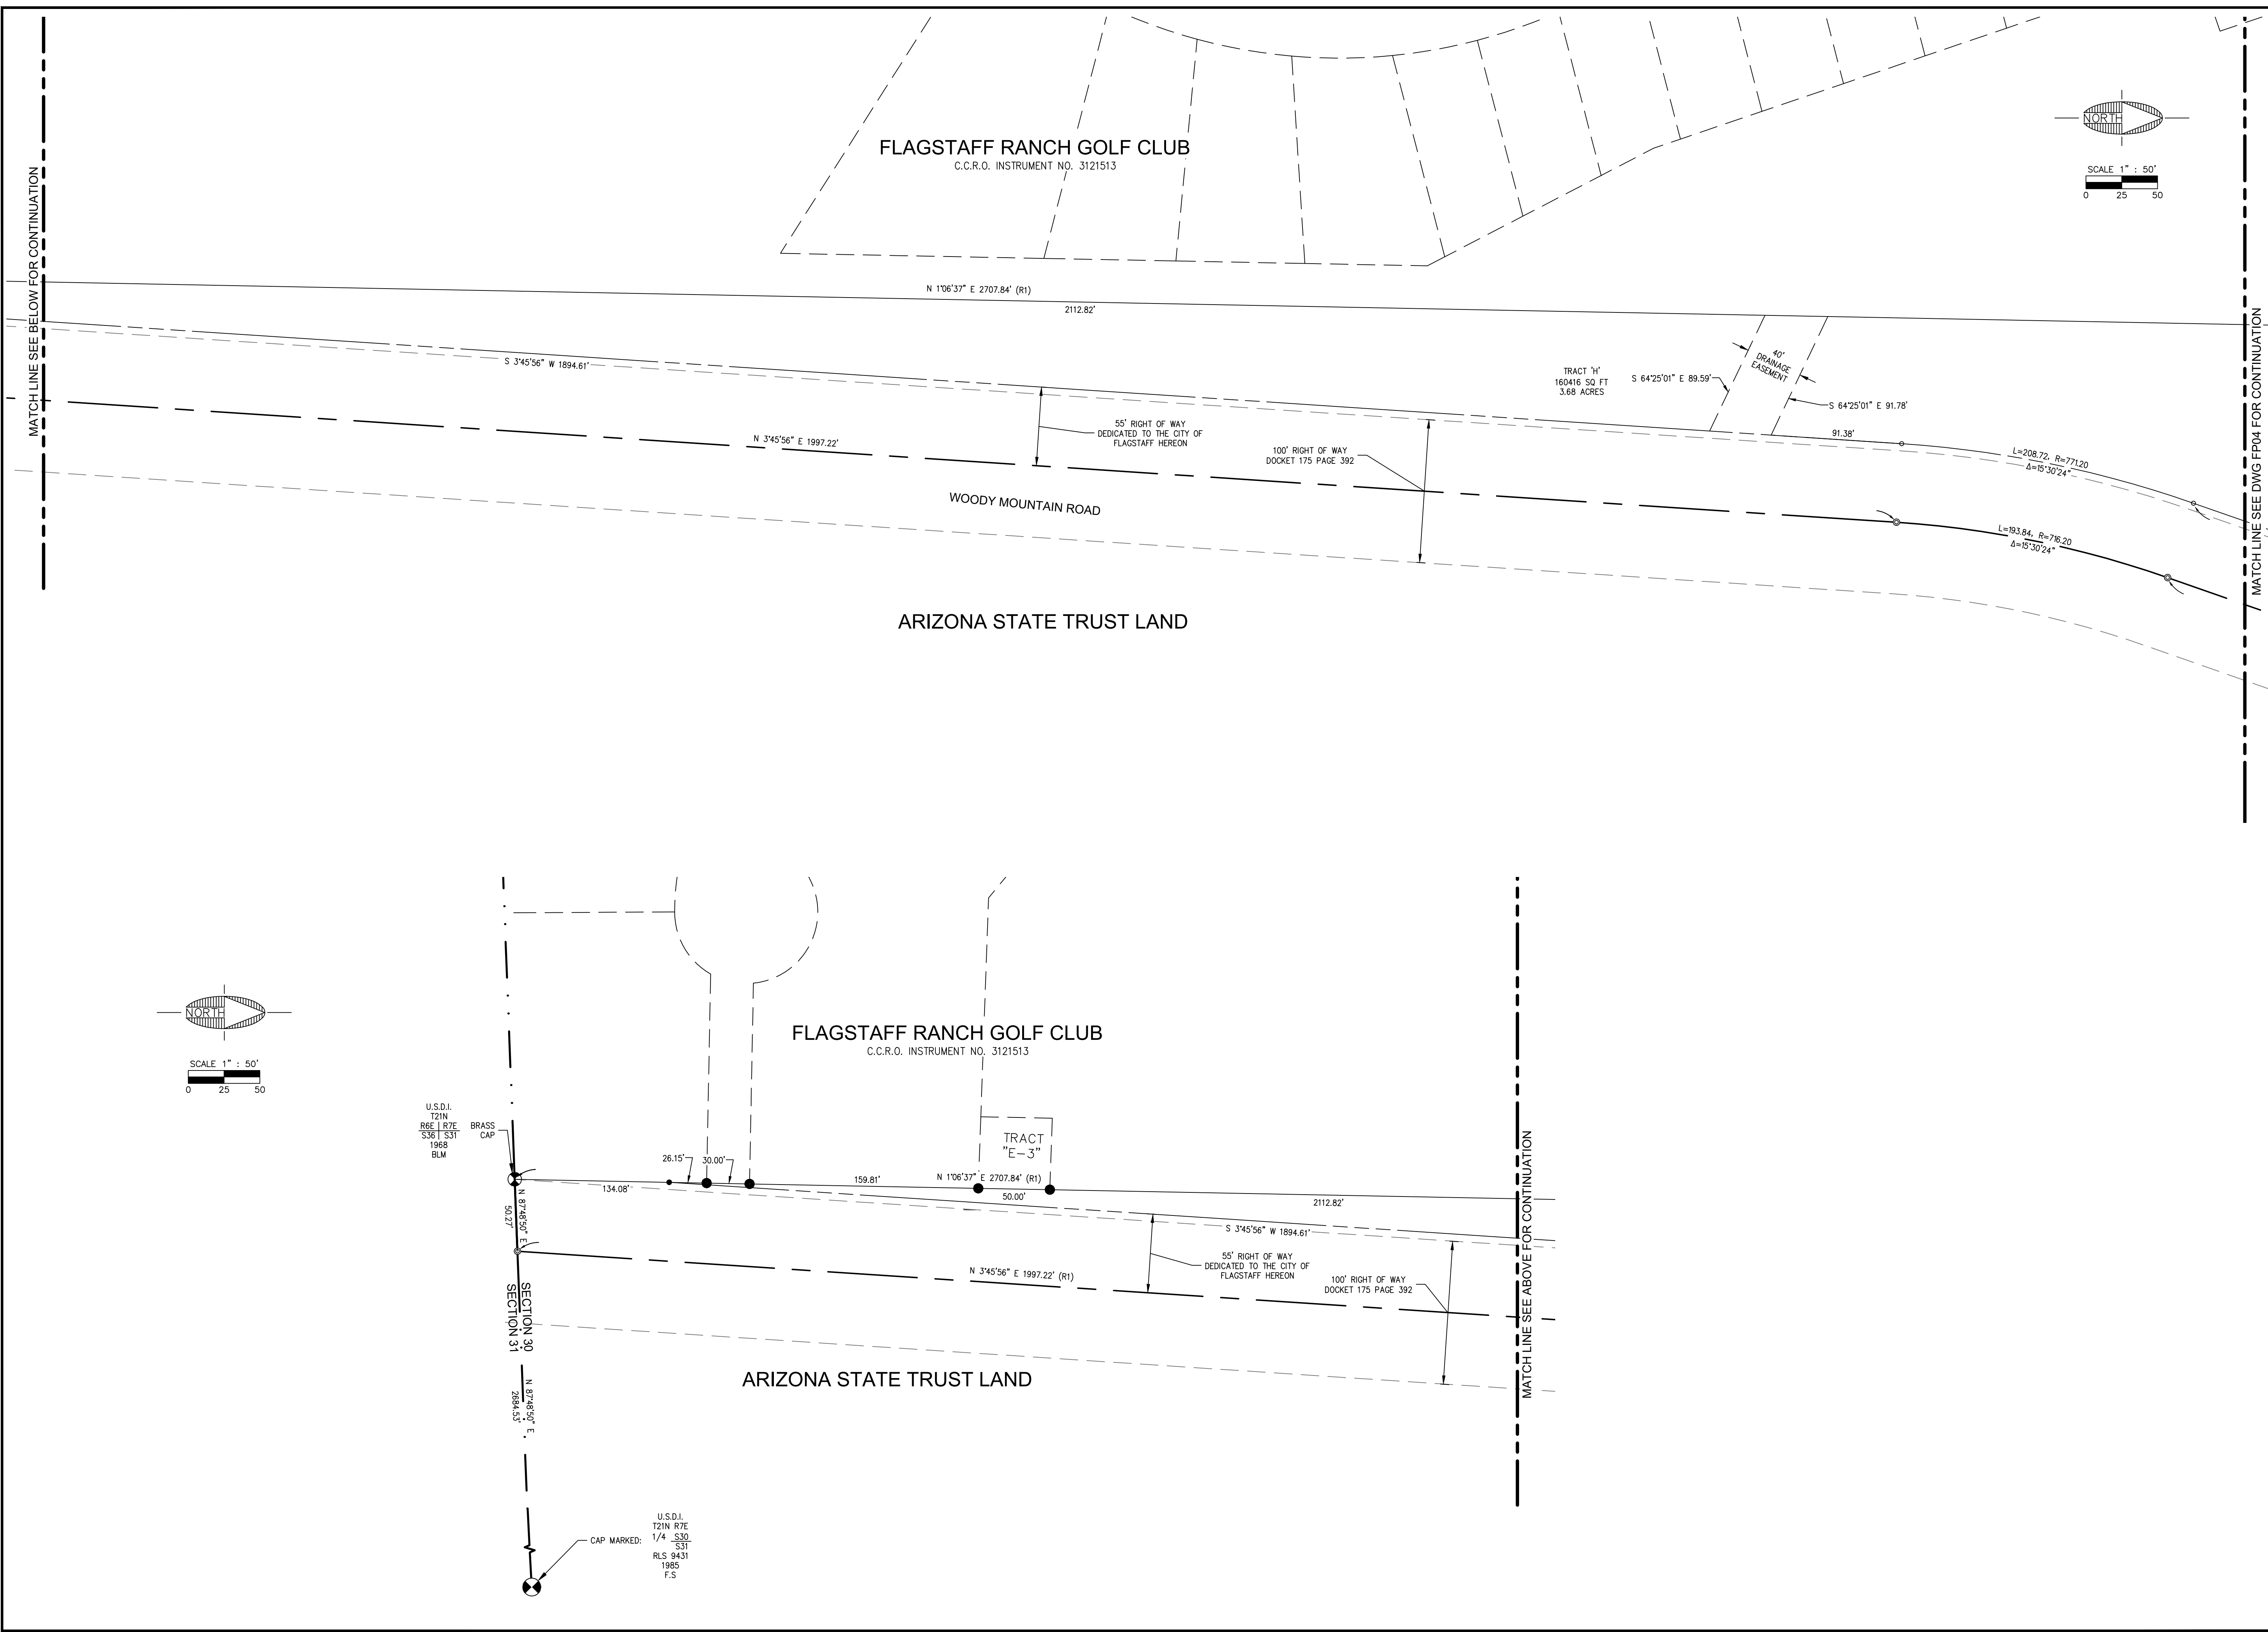 MATCH LINE SEE BELOW FOR CONTINUATION
FLAGSTAFF RANCH GOLF CLUB
C.C.R.O. INSTRUMENT NO. 3121513
NORTH
SCALE 1" : 50'
0 25 50
N 1°06'37" E 2707.84' (R1)
2112.82'
S 3°45'56" W 1894.61'
TRACT 'H'
160416 SQ FT
3.68 ACRES
S 64°25'01" E 89.59'
40'
DRAINAGE
EASEMENT
S 64°25'01" E 91.78'
91.38'
L=208.72, R=771.20
Δ=15°30'24"
55' RIGHT OF WAY
DEDICATED TO THE CITY OF
FLAGSTAFF HEREON
N 3°45'56" E 1997.22'
100' RIGHT OF WAY
DOCKET 175 PAGE 392
WOODY MOUNTAIN ROAD
L=193.84, R=716.20
Δ=15°30'24"
ARIZONA STATE TRUST LAND
MATCH LINE SEE DWG FP04 FOR CONTINUATION
NORTH
SCALE 1" : 50'
0 25 50
FLAGSTAFF RANCH GOLF CLUB
C.C.R.O. INSTRUMENT NO. 3121513
U.S.D.I.
T21N
R6E | R7E
S36 | S31
1968
BLM
BRASS
CAP
TRACT
"E-3"
26.15'
30.00'
134.08'
159.81'
N 1°06'37" E 2707.84' (R1)
50.00'
2112.82'
N 87°48'50" E
50.27'
S 3°45'56" W 1894.61'
55' RIGHT OF WAY
DEDICATED TO THE CITY OF
FLAGSTAFF HEREON
N 3°45'56" E 1997.22' (R1)
100' RIGHT OF WAY
DOCKET 175 PAGE 392
SECTION 30
SECTION 31
ARIZONA STATE TRUST LAND
N 87°48'50" E
2684.53'
MATCH LINE SEE ABOVE FOR CONTINUATION
CAP MARKED:
U.S.D.I.
T21N R7E
1/4 S30
S31
RLS 9431
1985
F.S